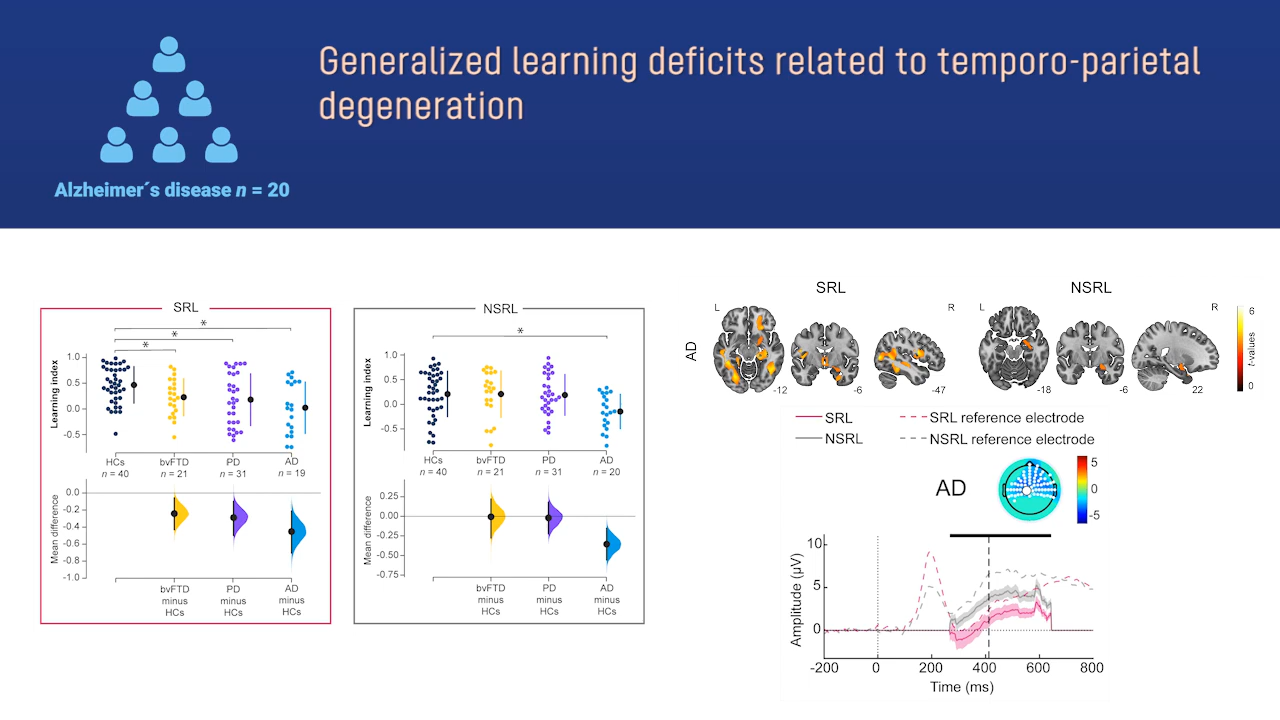 Generalized learning deficits related to temporo-parietal
degeneration
Alzheimer´s disease n = 20
SRL
*
*
*
Learning index
1.0
0.5
0.0
-0.5
HCs
n = 40
bvFTD
n = 21
PD
n = 31
AD
n = 19
Mean difference
0.0
-0.2
-0.4
-0.6
-0.8
-1.0
bvFTD
minus
HCs
PD
minus
HCs
AD
minus
HCs
NSRL
*
Learning index
1.0
0.5
0.0
-0.5
HCs
n = 40
bvFTD
n = 21
PD
n = 31
AD
n = 20
Mean difference
0.25
0.00
-0.25
-0.50
-0.75
bvFTD
minus
HCs
PD
minus
HCs
AD
minus
HCs
SRL
NSRL
L
R
L
R
AD
-12
-6
-47
-18
-6
22
6
t-values
0
SRL
SRL reference electrode
NSRL
NSRL reference electrode
AD
5
0
-5
Amplitude (µV)
10
5
0
-200
0
200
400
600
800
Time (ms)